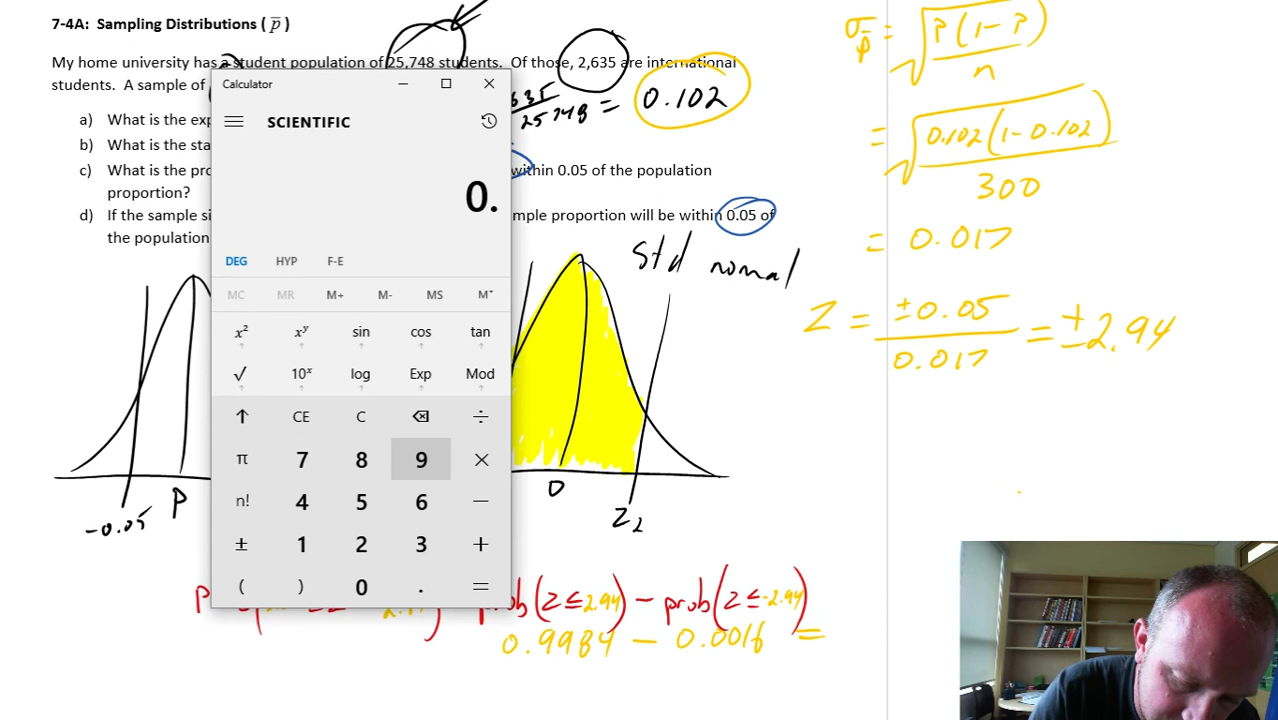 7-4A: Sampling Distributions ( p̅ )
My home university has a student population of 25,748 students. Of those, 2,635 are international
students. A sample of
635
25748
= 0.102
a) What is the exp
b) What is the sta
c) What is the pro within 0.05 of the population
proportion?
d) If the sample si mple proportion will be within 0.05 of
the population
Calculator
SCIENTIFIC
0.
DEG HYP F-E
MC MR M+ M- MS M˅
x² xʸ sin cos tan
√ 10ˣ log Exp Mod
↑ CE C ⌫ ÷
π 7 8 9 ×
n! 4 5 6 −
± 1 2 3 +
( ) 0 . =
Std normal
-0.05 P
0 Z₂
prob(Z ≤ 2.94) − prob(Z ≤ -2.94)
0.9984 − 0.0016 =
σp̅ = √(P(1-P)/n)
= √(0.102(1-0.102)/300)
= 0.017
Z = ±0.05/0.017 = ±2.94